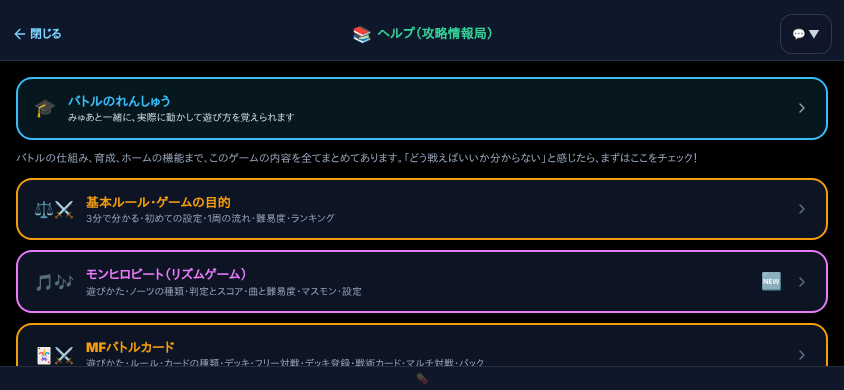 ← 閉じる
📚 ヘルプ（攻略情報局）
💬▼
バトルのれんしゅう
みゅあと一緒に、実際に動かして遊び方を覚えられます
バトルの仕組み、育成、ホームの機能まで、このゲームの内容を全てまとめてあります。「どう戦えばいいか分からない」と感じたら、まずはここをチェック！
基本ルール・ゲームの目的
3分で分かる・初めての設定・1周の流れ・難易度・ランキング
モンヒロビート（リズムゲーム）
遊びかた・ノーツの種類・判定とスコア・曲と難易度・マスモン・設定
NEW
MFバトルカード
遊びかた・ルール・カードの種類・デッキ・フリー対戦・デッキ登録・戦術カード・マルチ対戦・パック